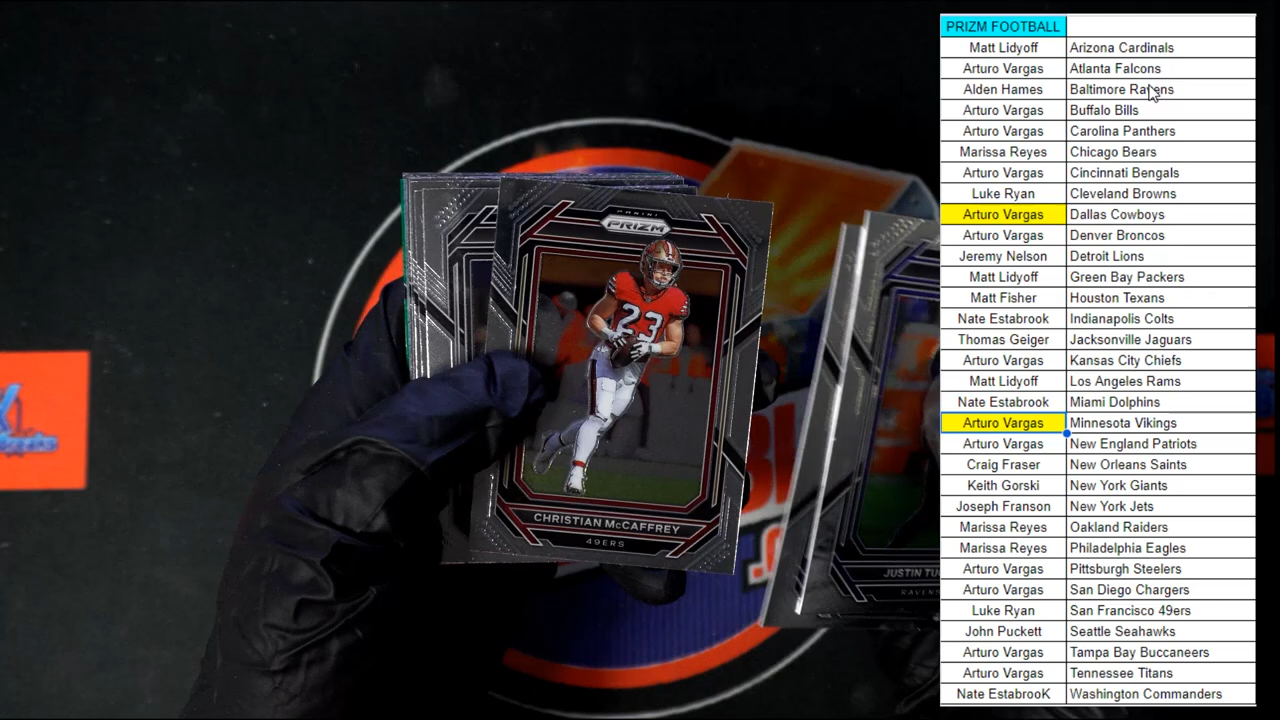 PRIZM FOOTBALL
Matt Lidyoff Arizona Cardinals
Arturo Vargas Atlanta Falcons
Alden Hames Baltimore Ravens
Arturo Vargas Buffalo Bills
Arturo Vargas Carolina Panthers
Marissa Reyes Chicago Bears
Arturo Vargas Cincinnati Bengals
Luke Ryan Cleveland Browns
Arturo Vargas Dallas Cowboys
Arturo Vargas Denver Broncos
Jeremy Nelson Detroit Lions
Matt Lidyoff Green Bay Packers
Matt Fisher Houston Texans
Nate Estabrook Indianapolis Colts
Thomas Geiger Jacksonville Jaguars
Arturo Vargas Kansas City Chiefs
Matt Lidyoff Los Angeles Rams
Nate Estabrook Miami Dolphins
Arturo Vargas Minnesota Vikings
Arturo Vargas New England Patriots
Craig Fraser New Orleans Saints
Keith Gorski New York Giants
Joseph Franson New York Jets
Marissa Reyes Oakland Raiders
Marissa Reyes Philadelphia Eagles
Arturo Vargas Pittsburgh Steelers
Arturo Vargas San Diego Chargers
Luke Ryan San Francisco 49ers
John Puckett Seattle Seahawks
Arturo Vargas Tampa Bay Buccaneers
Arturo Vargas Tennessee Titans
Nate EstabrooK Washington Commanders
PANINI
PRIZM
23
CHRISTIAN McCAFFREY
49ERS
JUSTIN TU
RAVENS